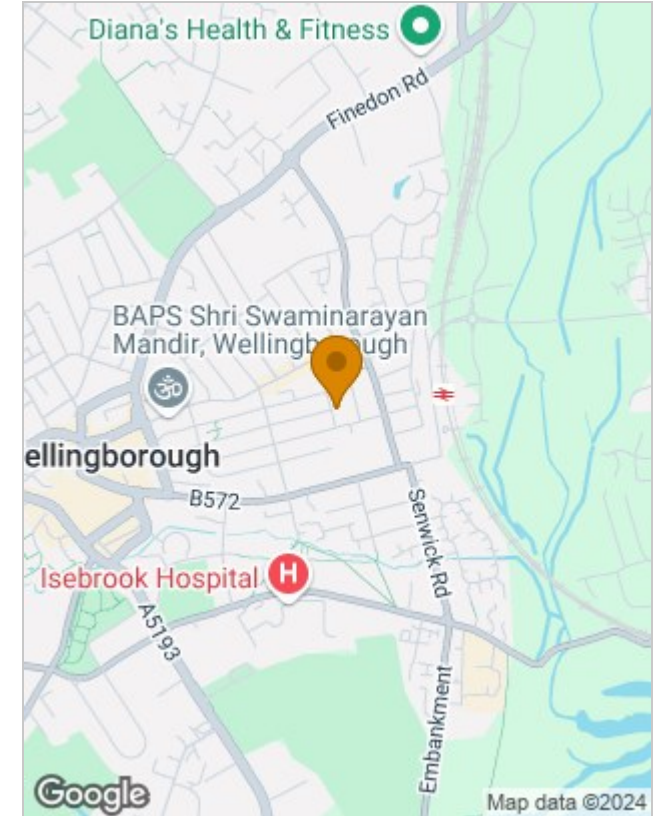 Diana's Health & Fitness
Finedon Rd
BAPS Shri Swaminarayan
Mandir, Wellingborough
ॐ
ellingborough
B572
Senwick Rd
Isebrook Hospital H
A5193
Embankment
Google
Map data ©2024